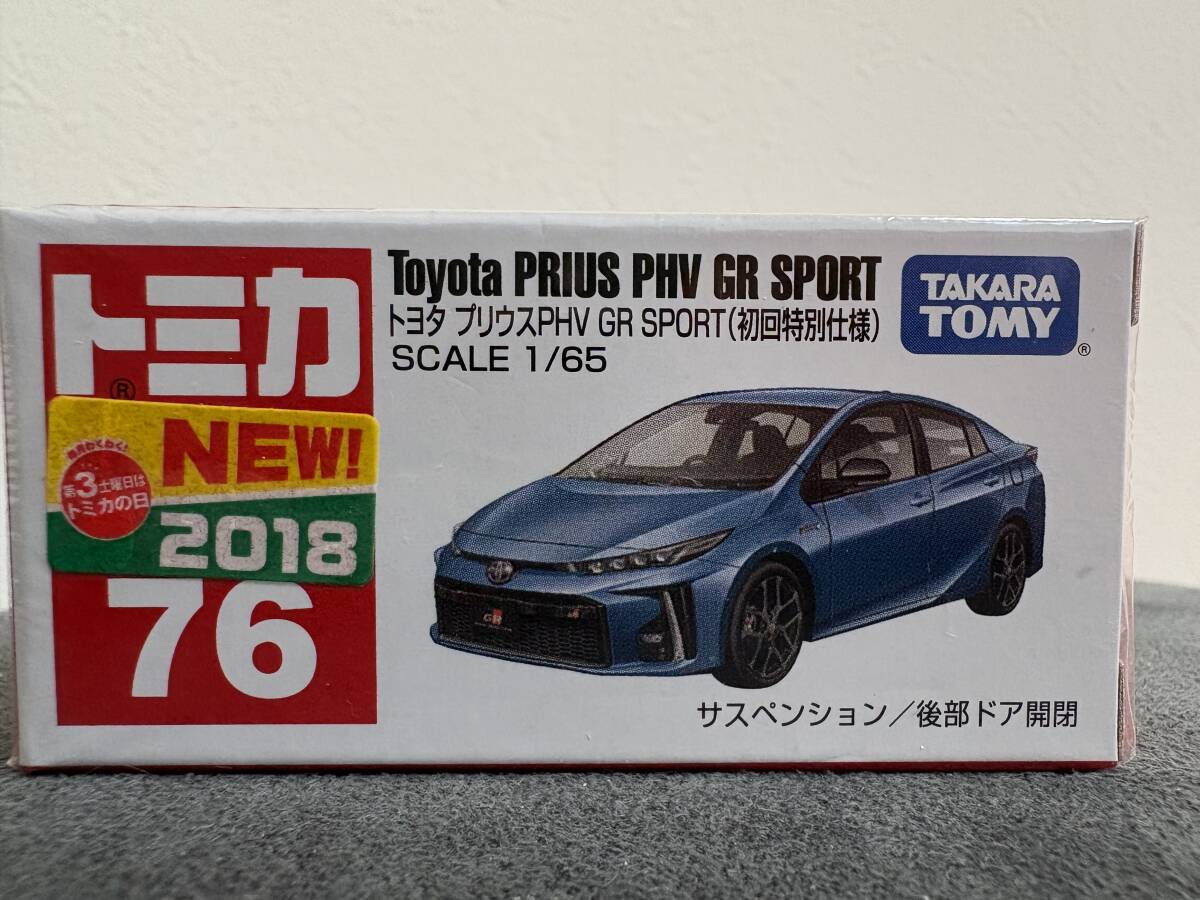 トミカ
®
NEW!
毎月わくわく!
第3土曜日は
トミカの日
2018
76
Toyota PRIUS PHV GR SPORT
トヨタ プリウスPHV GR SPORT(初回特別仕様)
SCALE 1/65
TAKARA
TOMY
®
GR
サスペンション/後部ドア開閉